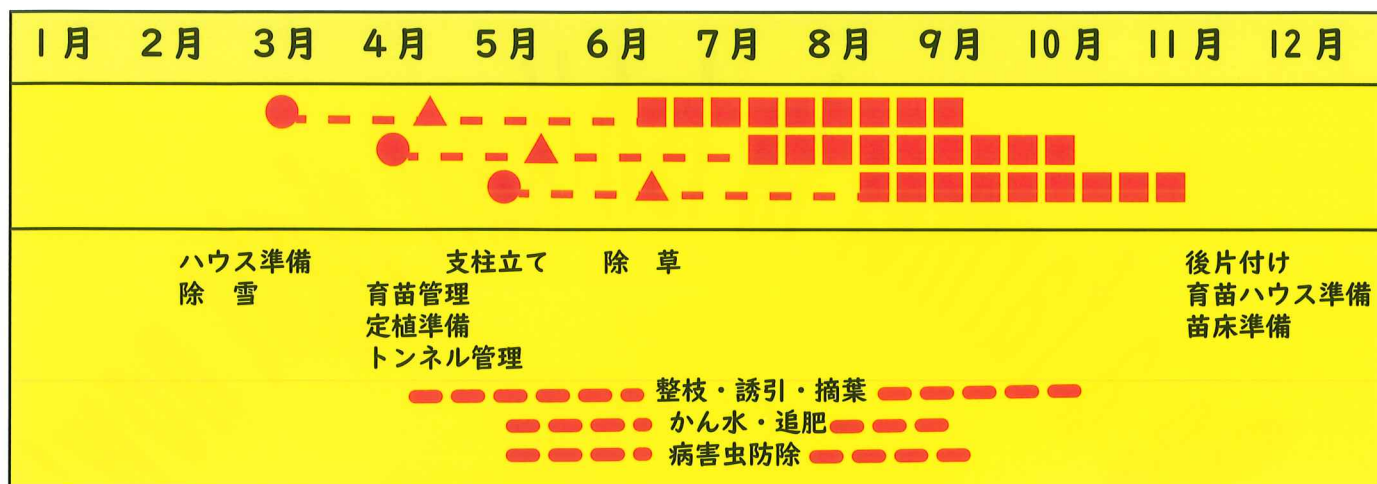 1月 2月 3月 4月 5月 6月 7月 8月 9月 10月 11月 12月
ハウス準備 支柱立て 除 草 後片付け
除 雪 育苗管理 育苗ハウス準備
定植準備 苗床準備
トンネル管理
整枝・誘引・摘葉
かん水・追肥
病害虫防除